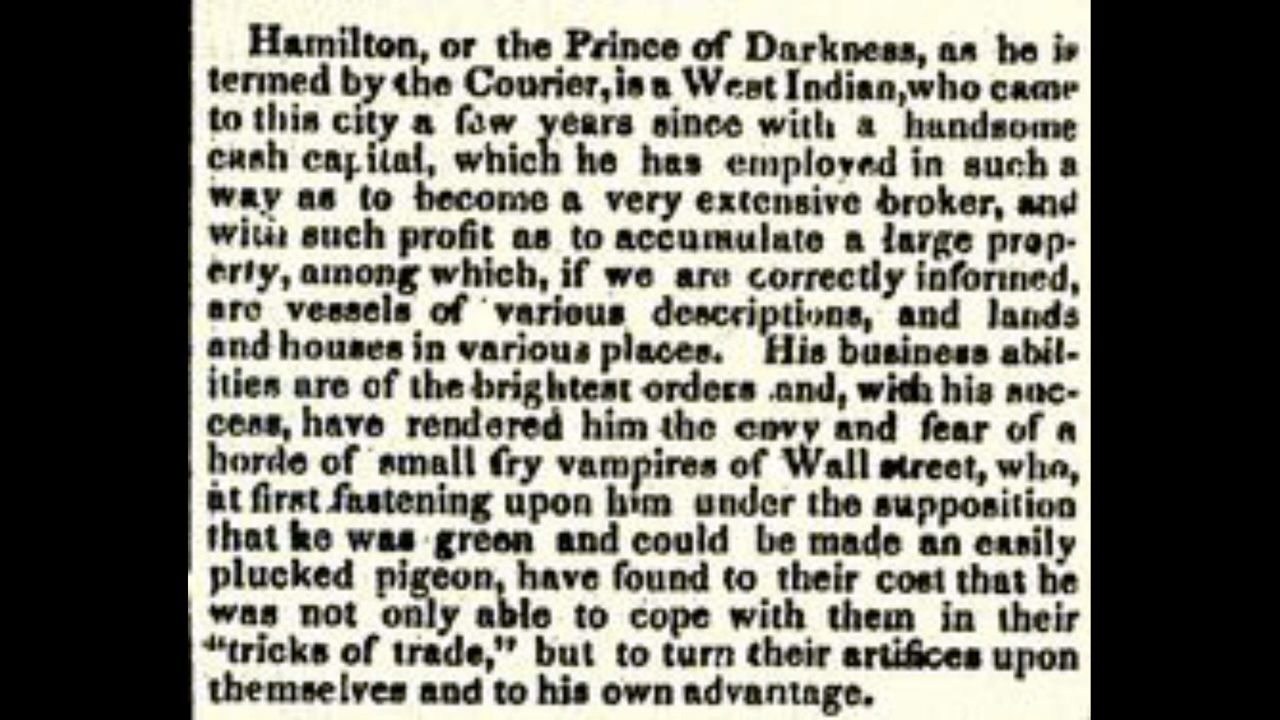 Hamilton, or the Prince of Darkness, as he is
termed by the Courier, is a West Indian, who came
to this city a few years since with a handsome
cash capital, which he has employed in such a
way as to become a very extensive broker, and
with such profit as to accumulate a large prop-
erty, among which, if we are correctly informed,
are vessels of various descriptions, and lands
and houses in various places. His business abil-
ities are of the brightest orders and, with his suc-
cess, have rendered him the envy and fear of a
horde of small fry vampires of Wall street, who,
at first fastening upon him under the supposition
that he was green and could be made an easily
plucked pigeon, have found to their cost that he
was not only able to cope with them in their
"tricks of trade," but to turn their artifices upon
themselves and to his own advantage.